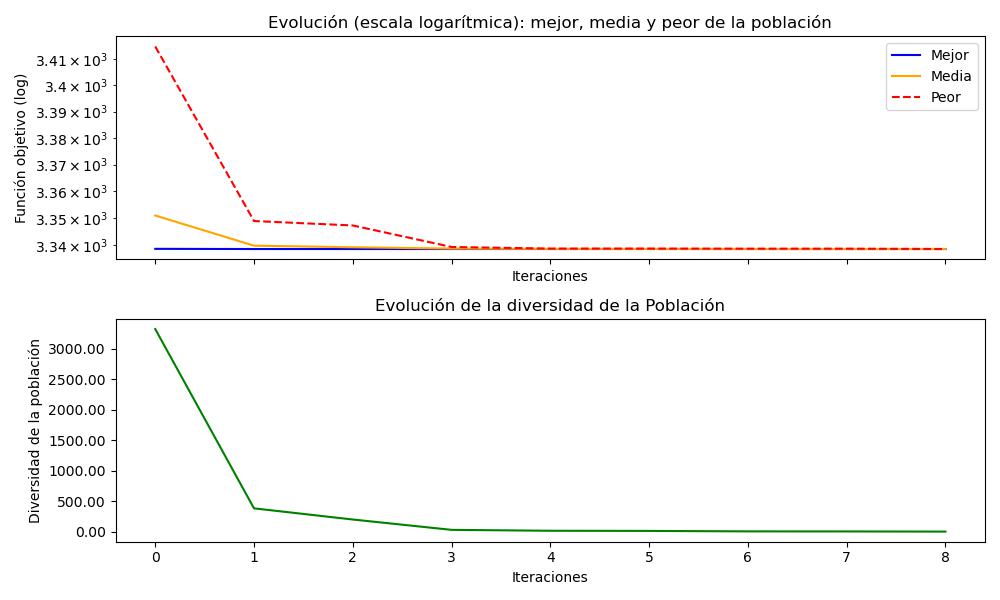 Evolución (escala logarítmica): mejor, media y peor de la población
Función objetivo (log)
3.41 × 10³
3.4 × 10³
3.39 × 10³
3.38 × 10³
3.37 × 10³
3.36 × 10³
3.35 × 10³
3.34 × 10³
Mejor
Media
Peor
Iteraciones
Evolución de la diversidad de la Población
Diversidad de la población
3000.00
2500.00
2000.00
1500.00
1000.00
500.00
0.00
0 1 2 3 4 5 6 7 8
Iteraciones